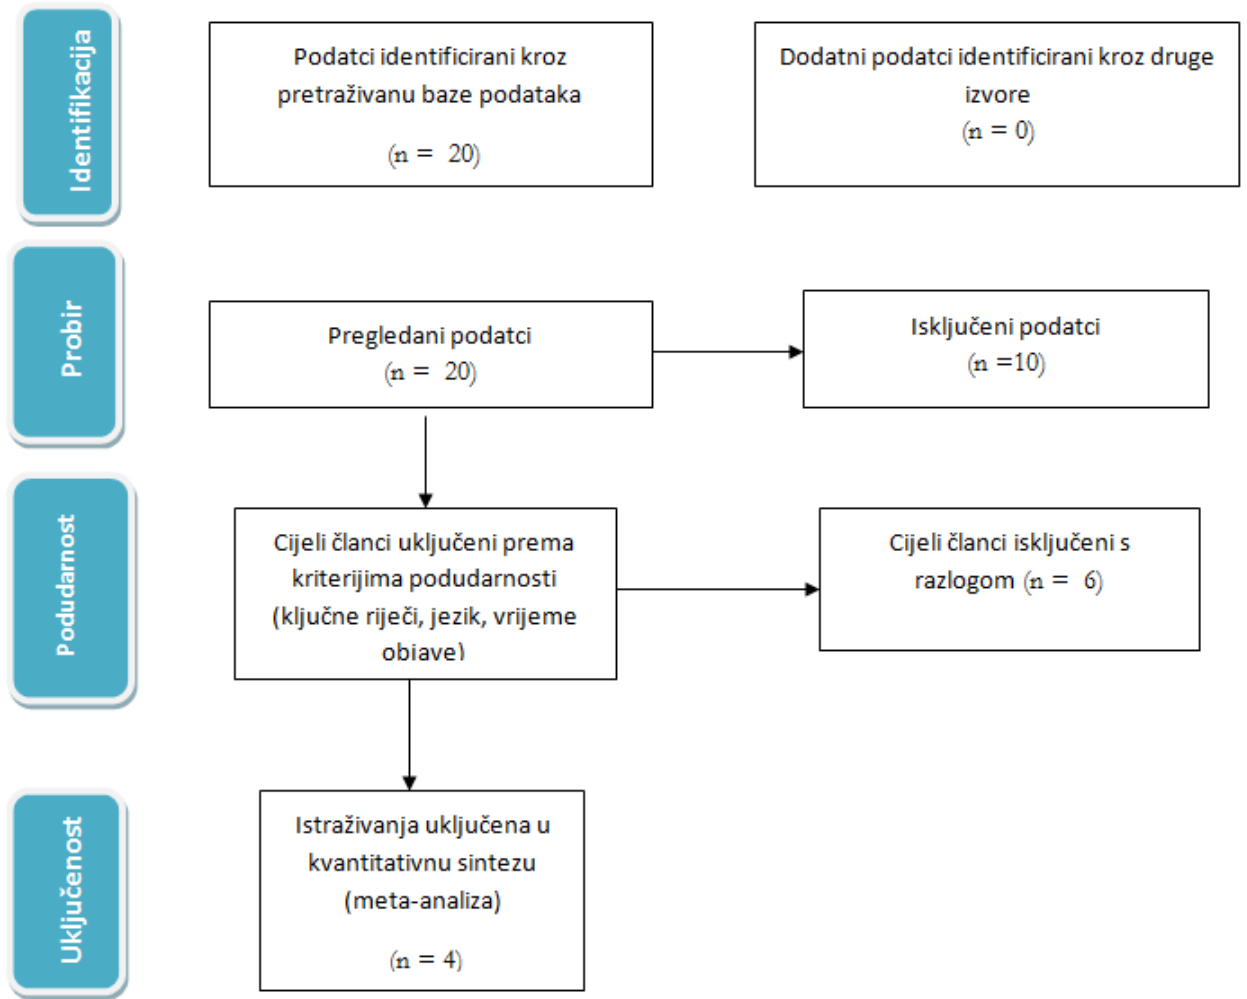 Identifikacija
Podatci identificirani kroz
pretraživanu baze podataka
(n = 20)
Dodatni podatci identificirani kroz druge
izvore
(n = 0)
Probir
Pregledani podatci
(n = 20)
Isključeni podatci
(n =10)
Podudarnost
Cijeli članci uključeni prema
kriterijima podudarnosti
(ključne riječi, jezik, vrijeme
objave)
Cijeli članci isključeni s
razlogom (n = 6)
Uključenost
Istraživanja uključena u
kvantitativnu sintezu
(meta-analiza)
(n = 4)